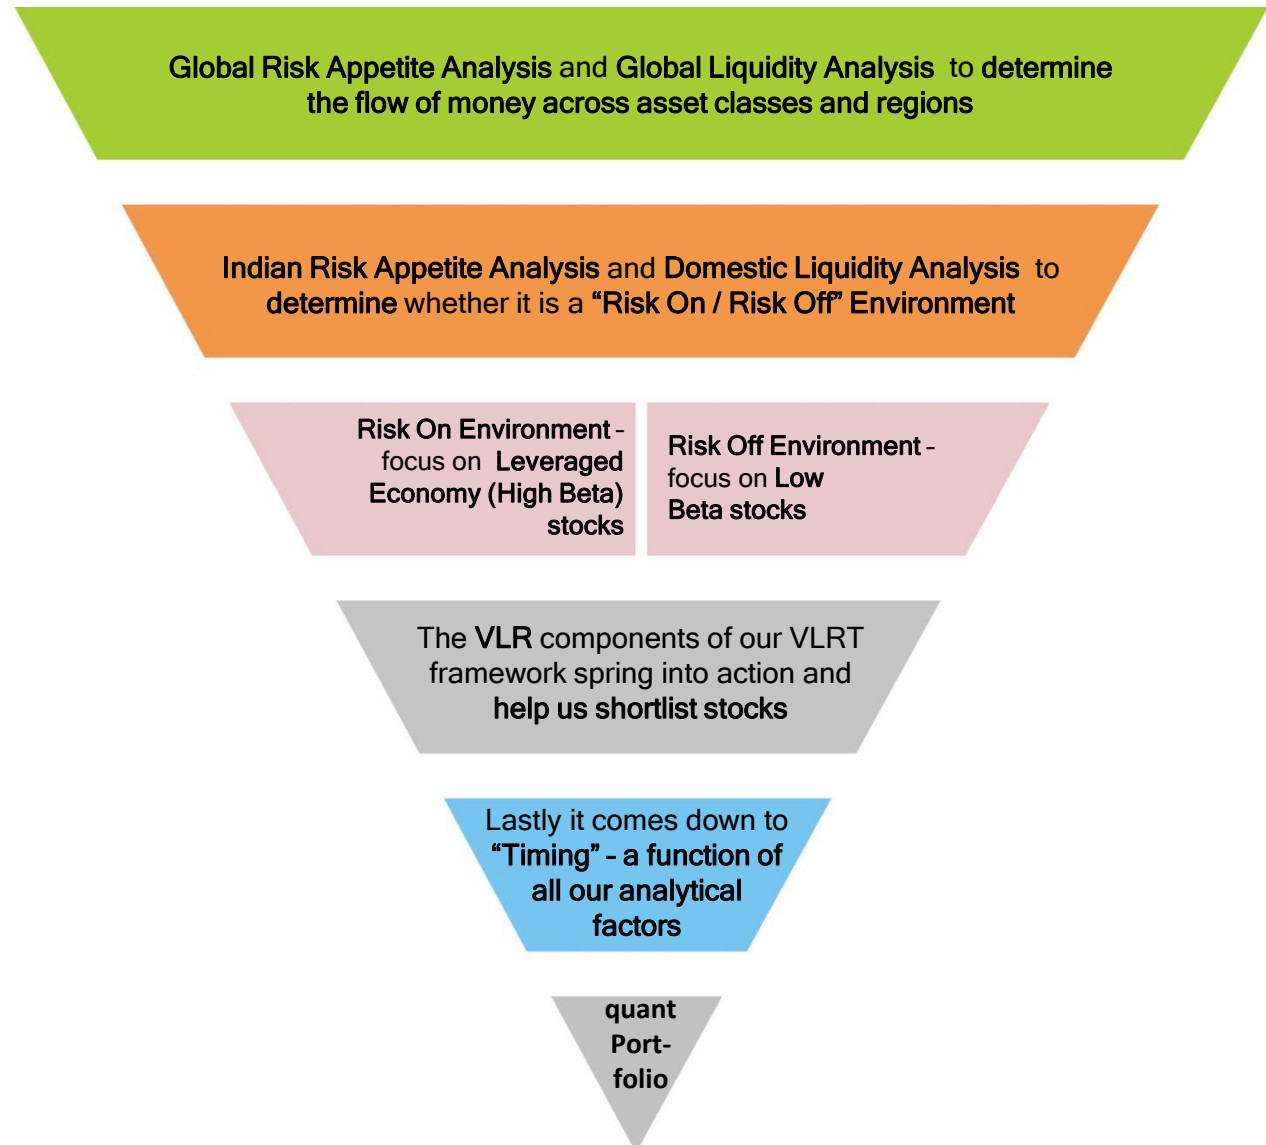 Global Risk Appetite Analysis and Global Liquidity Analysis to determine
the flow of money across asset classes and regions
Indian Risk Appetite Analysis and Domestic Liquidity Analysis to
determine whether it is a “Risk On / Risk Off” Environment
Risk On Environment –
focus on Leveraged
Economy (High Beta)
stocks
Risk Off Environment –
focus on Low
Beta stocks
The VLR components of our VLRT
framework spring into action and
help us shortlist stocks
Lastly it comes down to
“Timing” – a function of
all our analytical
factors
quant
Port-
folio